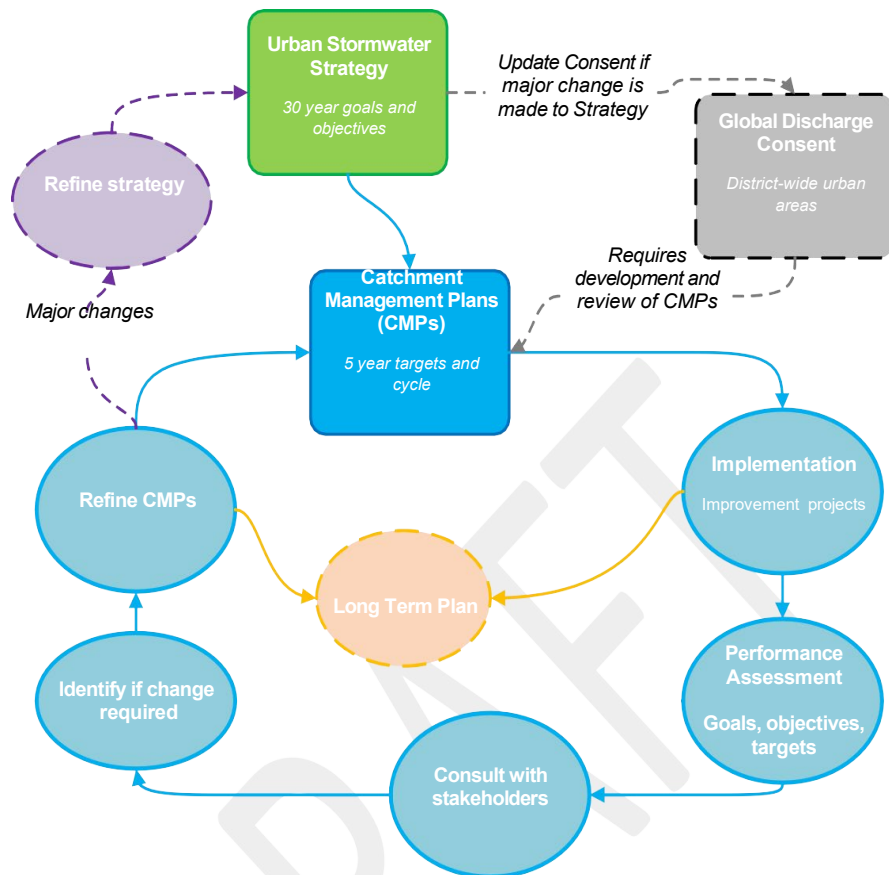 Urban Stormwater
Strategy
30 year goals and
objectives
Update Consent if
major change is
made to Strategy
Global Discharge
Consent
District-wide urban
areas
Refine strategy
Requires
development and
review of CMPs
Major changes
Catchment
Management Plans
(CMPs)
5 year targets and
cycle
Implementation
Improvement projects
Refine CMPs
Long Term Plan
Performance
Assessment
Goals, objectives,
targets
Identify if change
required
Consult with
stakeholders
DRAFT